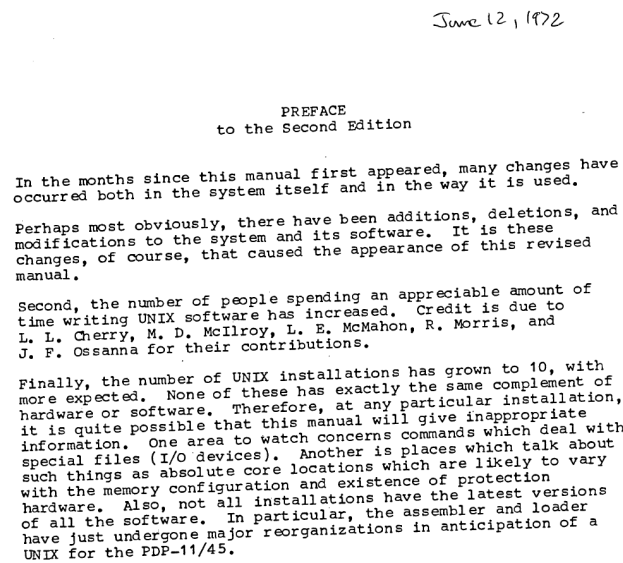 June 12, 1972
PREFACE
to the Second Edition
In the months since this manual first appeared, many changes have
occurred both in the system itself and in the way it is used.
Perhaps most obviously, there have been additions, deletions, and
modifications to the system and its software. It is these
changes, of course, that caused the appearance of this revised
manual.
Second, the number of people spending an appreciable amount of
time writing UNIX software has increased. Credit is due to
L. L. Cherry, M. D. McIlroy, L. E. McMahon, R. Morris, and
J. F. Ossanna for their contributions.
Finally, the number of UNIX installations has grown to 10, with
more expected. None of these has exactly the same complement of
hardware or software. Therefore, at any particular installation,
it is quite possible that this manual will give inappropriate
information. One area to watch concerns commands which deal with
special files (I/O devices). Another is places which talk about
such things as absolute core locations which are likely to vary
with the memory configuration and existence of protection
hardware. Also, not all installations have the latest versions
of all the software. In particular, the assembler and loader
have just undergone major reorganizations in anticipation of a
UNIX for the PDP-11/45.